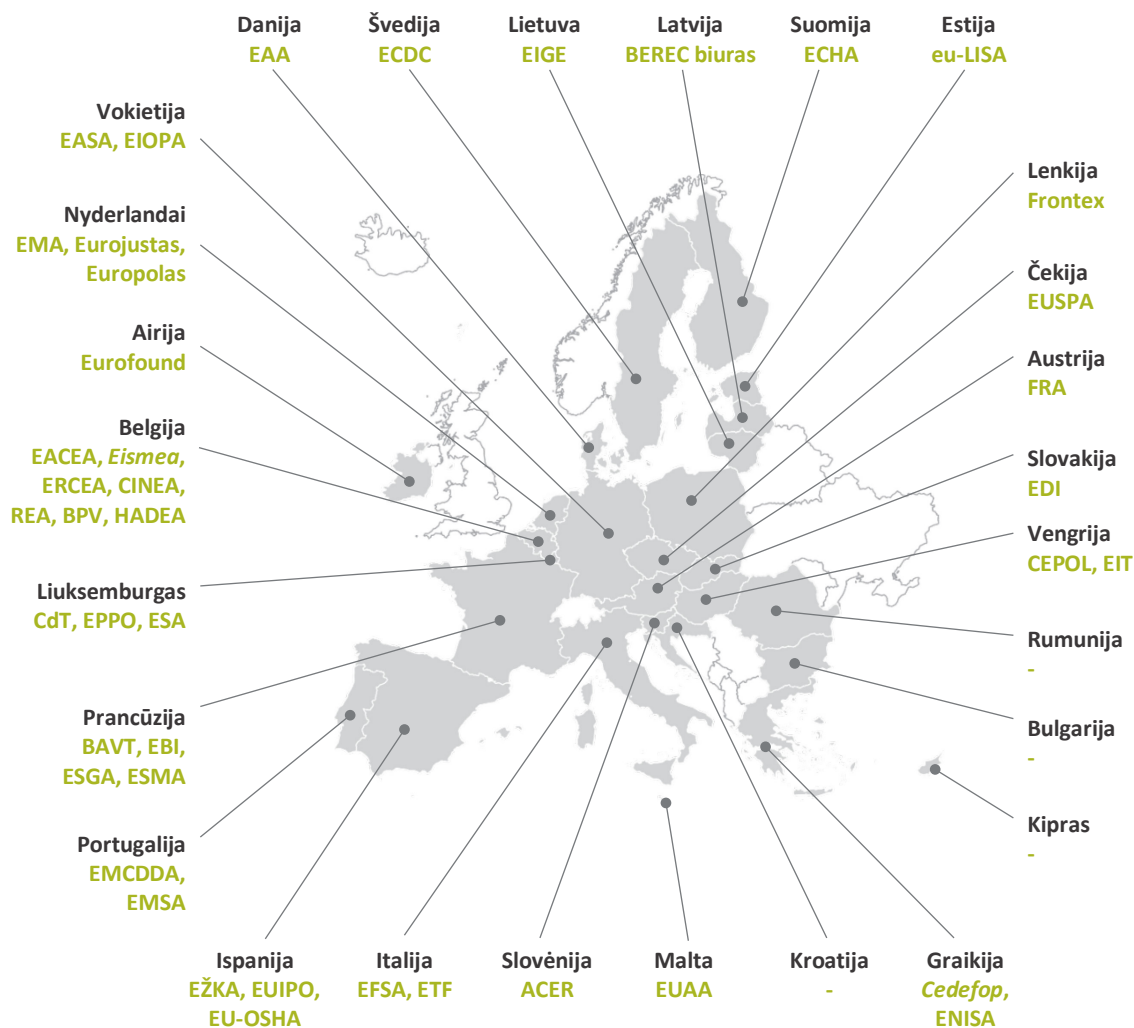 Danija
EAA
Švedija
ECDC
Lietuva
EIGE
Latvija
BEREC biuras
Suomija
ECHA
Estija
eu-LISA
Vokietija
EASA, EIOPA
Nyderlandai
EMA, Eurojustas,
Europolas
Airija
Eurofound
Belgija
EACEA, Eismea,
ERCEA, CINEA,
REA, BPV, HADEA
Liuksemburgas
CdT, EPPO, ESA
Prancūzija
BAVT, EBI,
ESGA, ESMA
Portugalija
EMCDDA,
EMSA
Lenkija
Frontex
Čekija
EUSPA
Austrija
FRA
Slovakija
EDI
Vengrija
CEPOL, EIT
Rumunija
-
Bulgarija
-
Kipras
-
Ispanija
EŽKA, EUIPO,
EU-OSHA
Italija
EFSA, ETF
Slovėnija
ACER
Malta
EUAA
Kroatija
-
Graikija
Cedefop,
ENISA